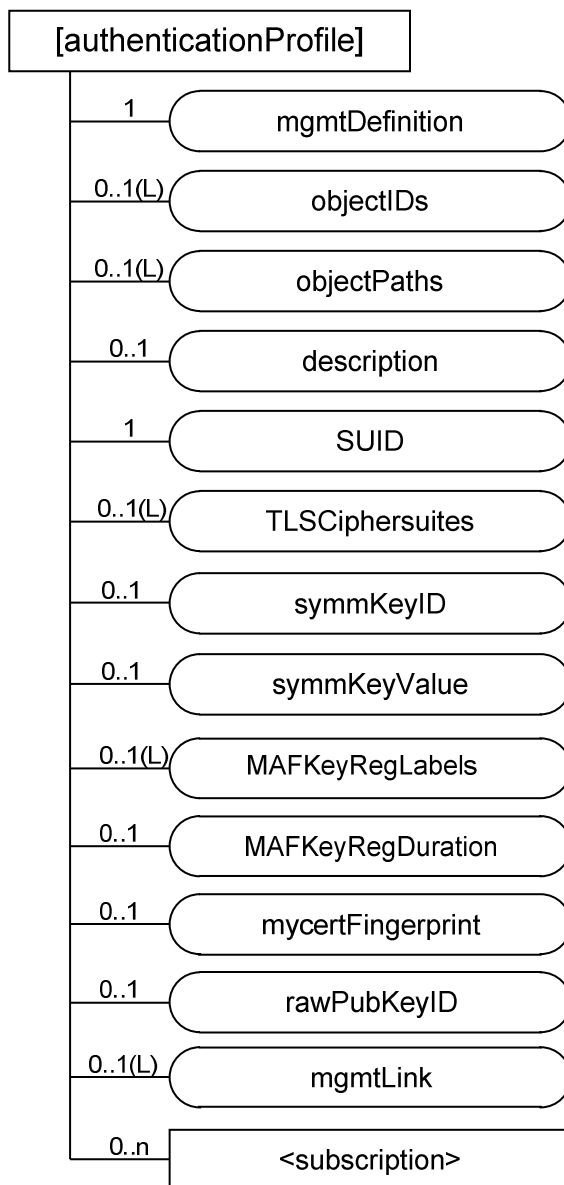 [authenticationProfile]
1
mgmtDefinition
0..1(L)
objectIDs
0..1(L)
objectPaths
0..1
description
1
SUID
0..1(L)
TLSCiphersuites
0..1
symmKeyID
0..1
symmKeyValue
0..1(L)
MAFKeyRegLabels
0..1
MAFKeyRegDuration
0..1
mycertFingerprint
0..1
rawPubKeyID
0..1(L)
mgmtLink
0..n
<subscription>